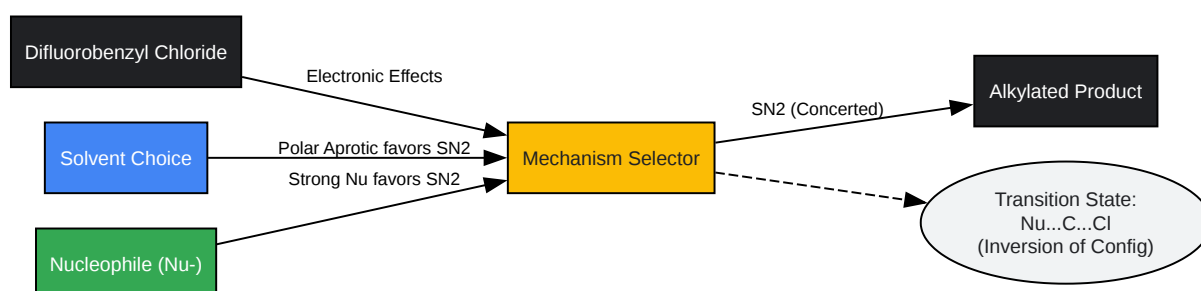 Difluorobenzyl Chloride
Electronic Effects
Solvent Choice
Polar Aprotic favors SN2
Strong Nu favors SN2
Nucleophile (Nu-)
Mechanism Selector
SN2 (Concerted)
Alkylated Product
Transition State:
Nu...C...Cl
(Inversion of Config)